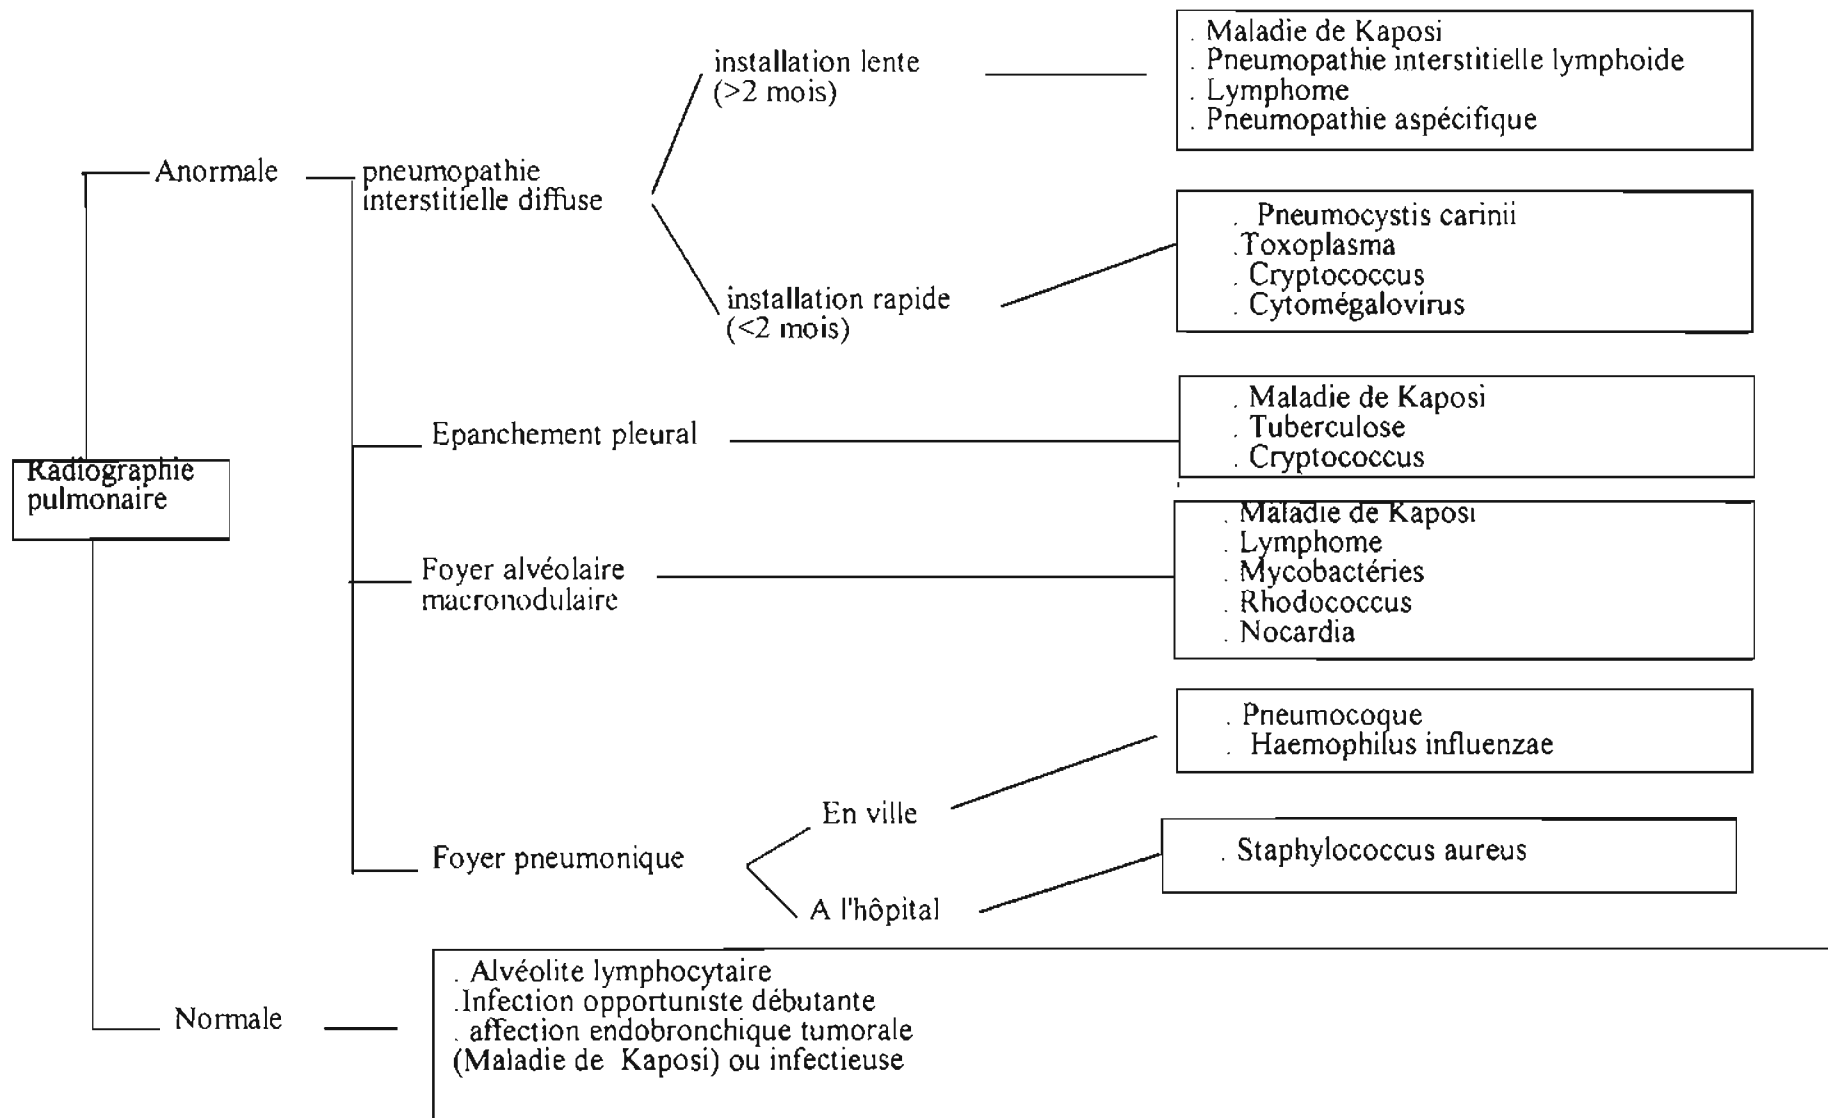 installation lente
(>2 mois)
. Maladie de Kaposi
. Pneumopathie interstitielle lymphoide
. Lymphome
. Pneumopathie aspécifique
Anormale
pneumopathie
interstitielle diffuse
. Pneumocystis carinii
.Toxoplasma
. Cryptococcus
. Cytomégalovirus
installation rapide
(<2 mois)
Epanchement pleural
. Maladie de Kaposi
. Tuberculose
. Cryptococcus
Radiographie
pulmonaire
Foyer alvéolaire
macronodulaire
. Maladie de Kaposi
. Lymphome
. Mycobactéries
. Rhodococcus
. Nocardia
Foyer pneumonique
En ville
. Pneumocoque
. Haemophilus influenzae
A l'hôpital
. Staphylococcus aureus
Normale
. Alvéolite lymphocytaire
.Infection opportuniste débutante
. affection endobronchique tumorale
(Maladie de Kaposi) ou infectieuse